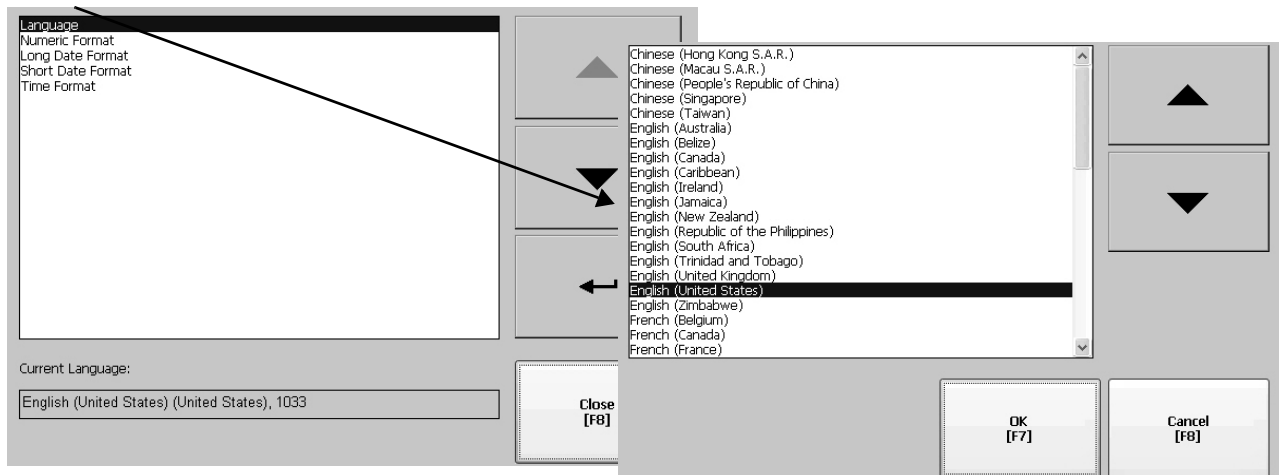 Language
Numeric Format
Long Date Format
Short Date Format
Time Format
Current Language:
English (United States) (United States), 1033
Close
[F8]
Chinese (Hong Kong S.A.R.)
Chinese (Macau S.A.R.)
Chinese (People's Republic of China)
Chinese (Singapore)
Chinese (Taiwan)
English (Australia)
English (Belize)
English (Canada)
English (Caribbean)
English (Ireland)
English (Jamaica)
English (New Zealand)
English (Republic of the Philippines)
English (South Africa)
English (Trinidad and Tobago)
English (United Kingdom)
English (United States)
English (Zimbabwe)
French (Belgium)
French (Canada)
French (France)
OK
[F7]
Cancel
[F8]